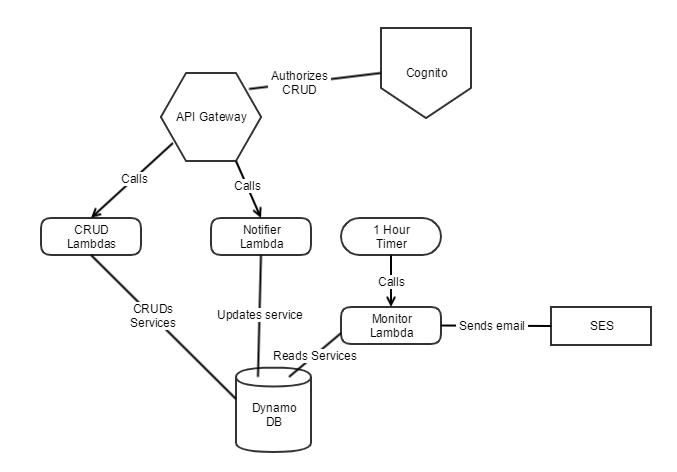 Authorizes
CRUD
Cognito
API Gateway
Calls
Calls
CRUD
Lambdas
Notifier
Lambda
1 Hour
Timer
Calls
CRUDs
Services
Updates service
Monitor
Lambda
Sends email
SES
Reads Services
Dynamo
DB